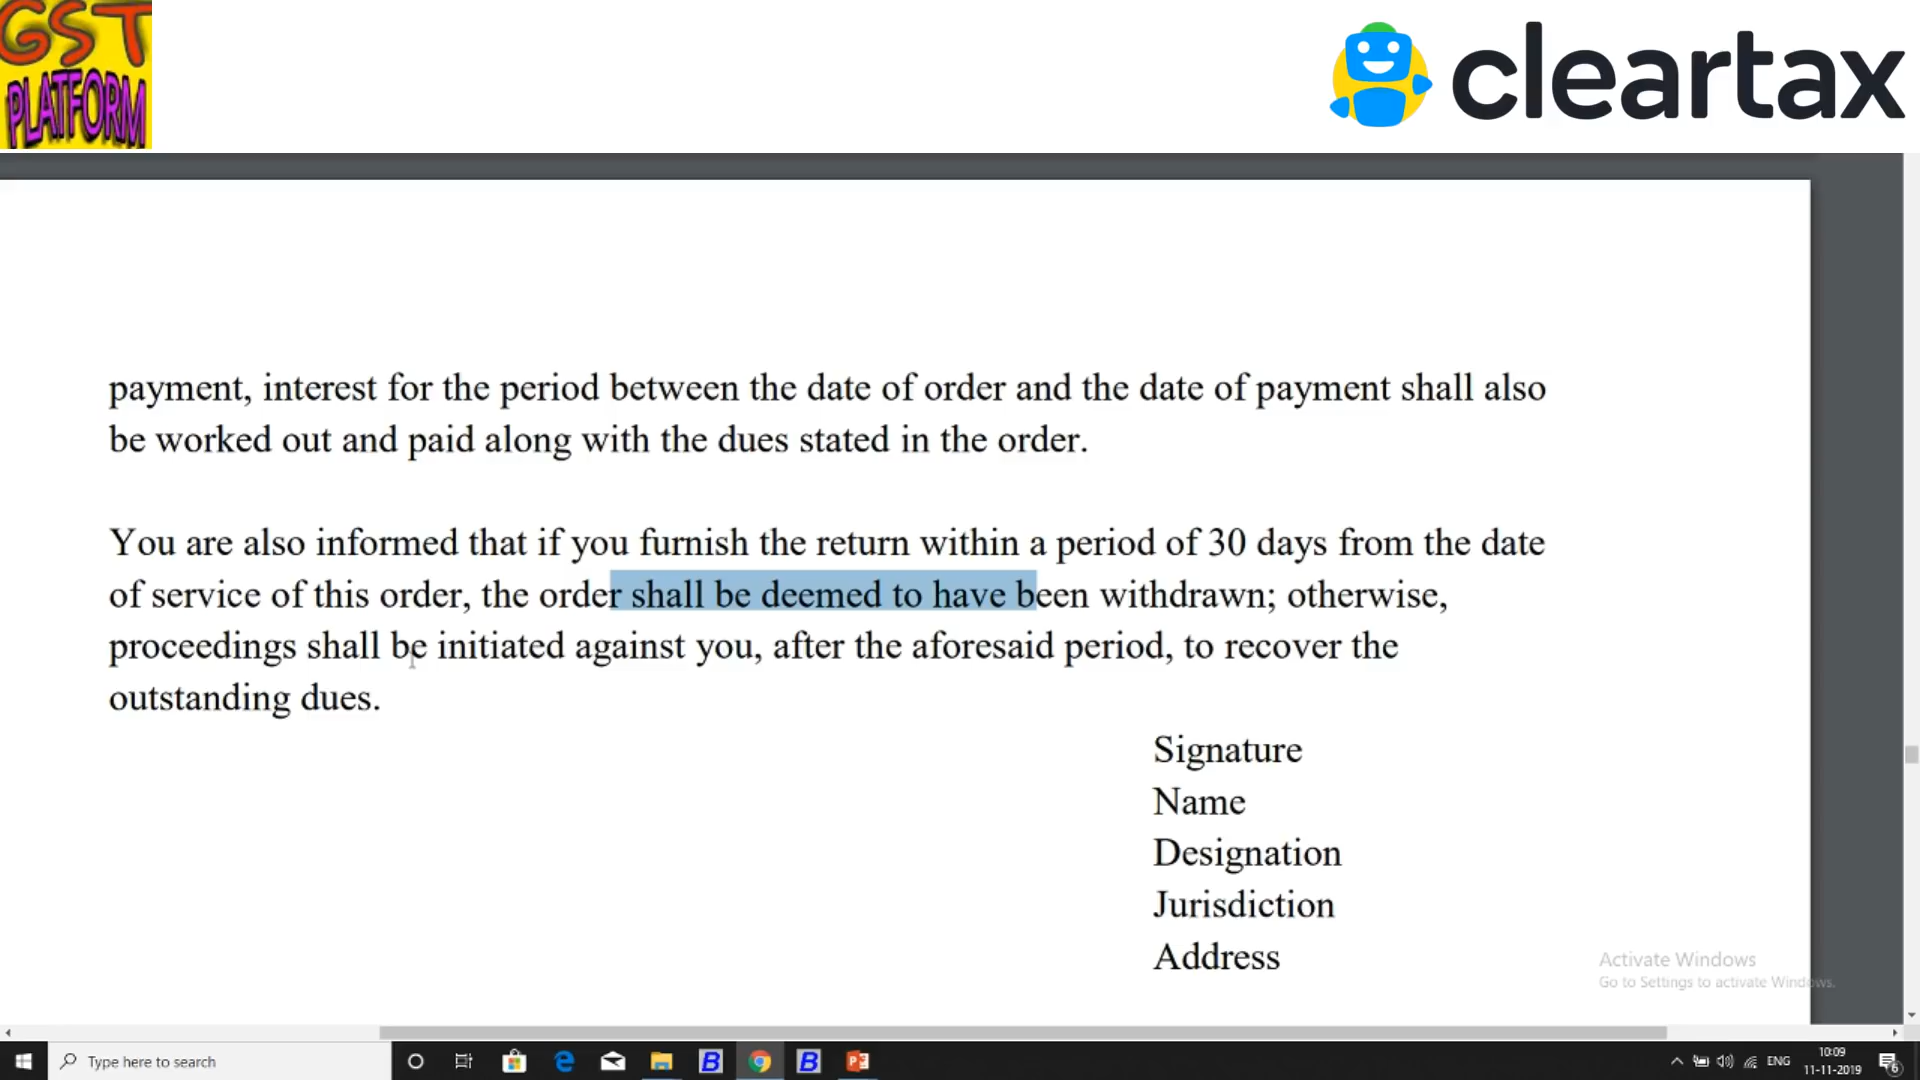 GST
PLATFORM
cleartax
payment, interest for the period between the date of order and the date of payment shall also
be worked out and paid along with the dues stated in the order.
You are also informed that if you furnish the return within a period of 30 days from the date
of service of this order, the order shall be deemed to have been withdrawn; otherwise,
proceedings shall be initiated against you, after the aforesaid period, to recover the
outstanding dues.
Signature
Name
Designation
Jurisdiction
Address
Activate Windows
Go to Settings to activate Windows.
Type here to search
ENG
10:09
11-11-2019
6